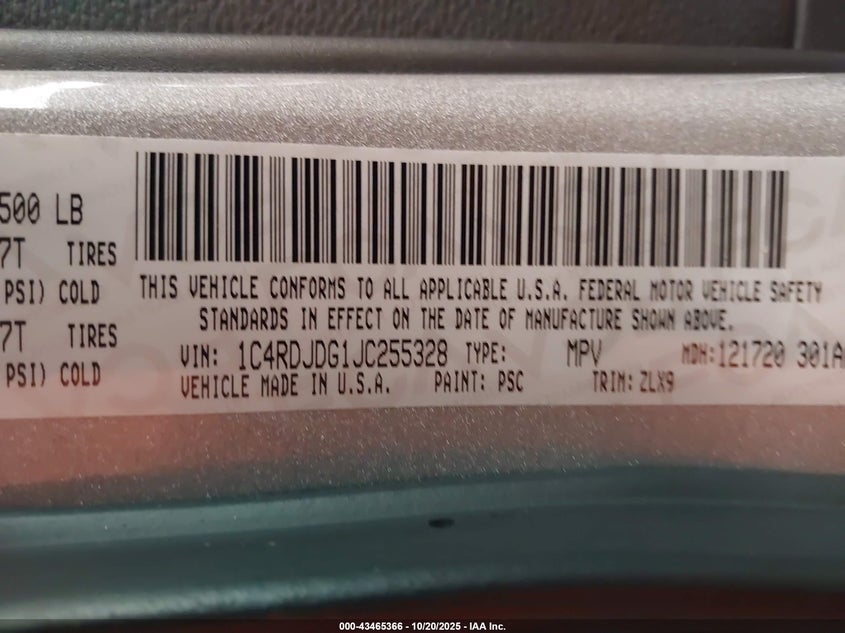 500 LB
7T TIRES
PSI) COLD
7T TIRES
PSI) COLD
THIS VEHICLE CONFORMS TO ALL APPLICABLE U.S.A. FEDERAL MOTOR VEHICLE SAFETY
STANDARDS IN EFFECT ON THE DATE OF MANUFACTURE SHOWN ABOVE.
VIN: 1C4RDJDG1JC255328 TYPE: MPV MDH:121720 301A
VEHICLE MADE IN U.S.A. PAINT: PSC TRIM: ZLX9
000-43465366 - 10/20/2025 - IAA Inc.